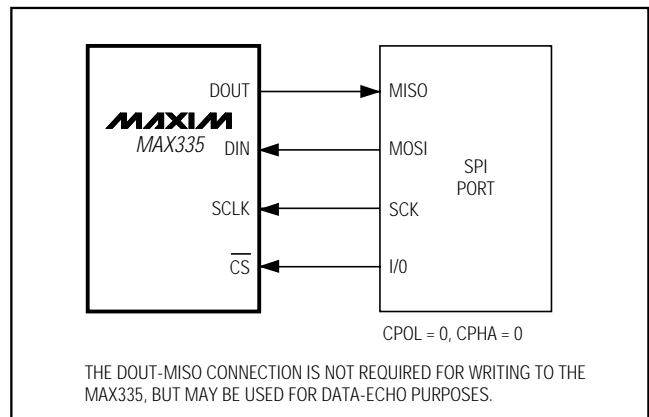 DOUT
MISO
MAXIM
MAX335
DIN
MOSI
SPI
PORT
SCLK
SCK
CS
I/0
CPOL = 0, CPHA = 0
THE DOUT-MISO CONNECTION IS NOT REQUIRED FOR WRITING TO THE
MAX335, BUT MAY BE USED FOR DATA-ECHO PURPOSES.